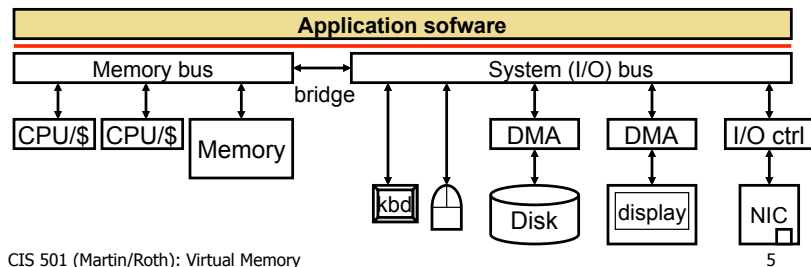 Application sofware
Memory bus
System (I/O) bus
bridge
CPU/$ CPU/$ Memory DMA DMA I/O ctrl
kbd Disk display NIC
CIS 501 (Martin/Roth): Virtual Memory 5